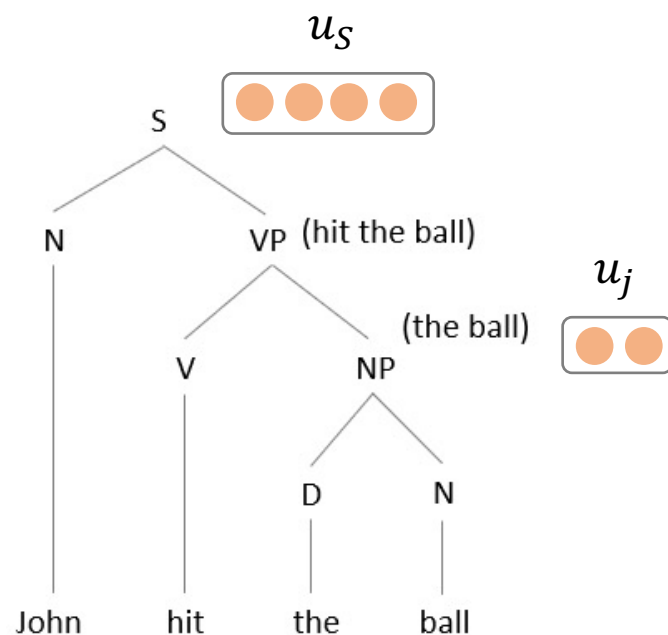 u_S
S
N VP (hit the ball)
u_j
(the ball)
V NP
D N
John hit the ball